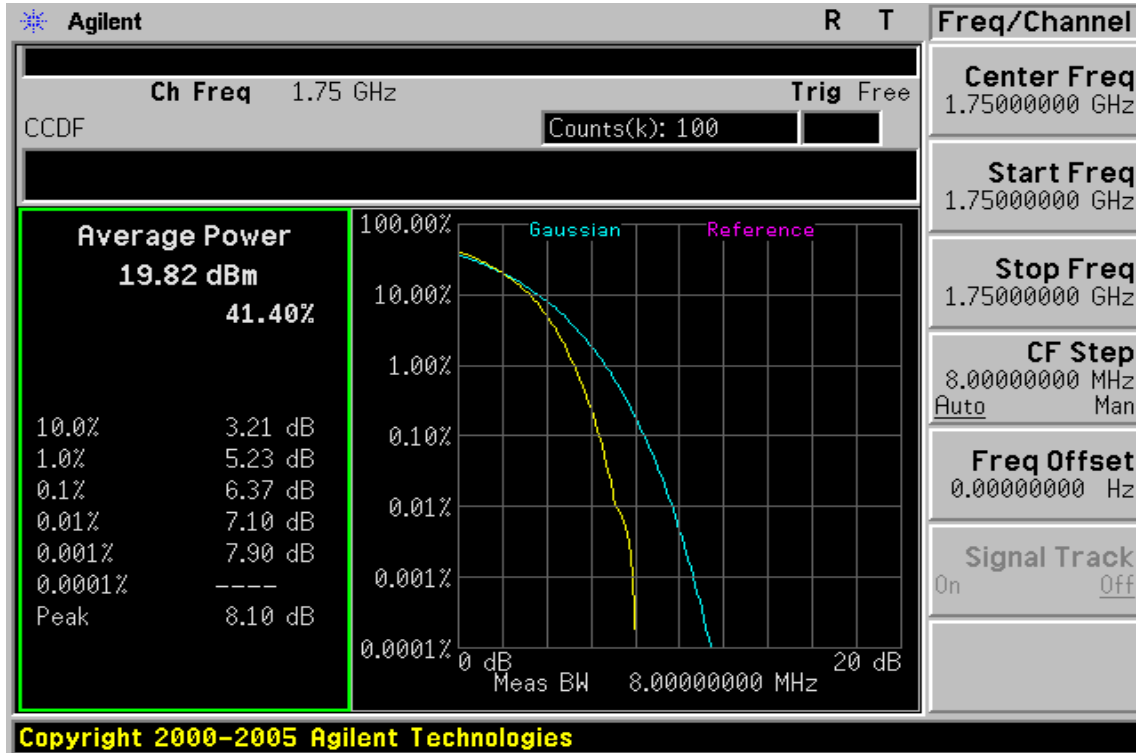 Agilent R T
Ch Freq 1.75 GHz Trig Free
CCDF Counts(k): 100
Average Power
19.82 dBm
41.40%
10.0% 3.21 dB
1.0% 5.23 dB
0.1% 6.37 dB
0.01% 7.10 dB
0.001% 7.90 dB
0.0001% ----
Peak 8.10 dB
Gaussian Reference
100.00%
10.00%
1.00%
0.10%
0.01%
0.001%
0.0001%
0 dB 20 dB
Meas BW 8.00000000 MHz
Freq/Channel
Center Freq
1.75000000 GHz
Start Freq
1.75000000 GHz
Stop Freq
1.75000000 GHz
CF Step
8.00000000 MHz
Auto Man
Freq Offset
0.00000000 Hz
Signal Track
On Off
Copyright 2000-2005 Agilent Technologies